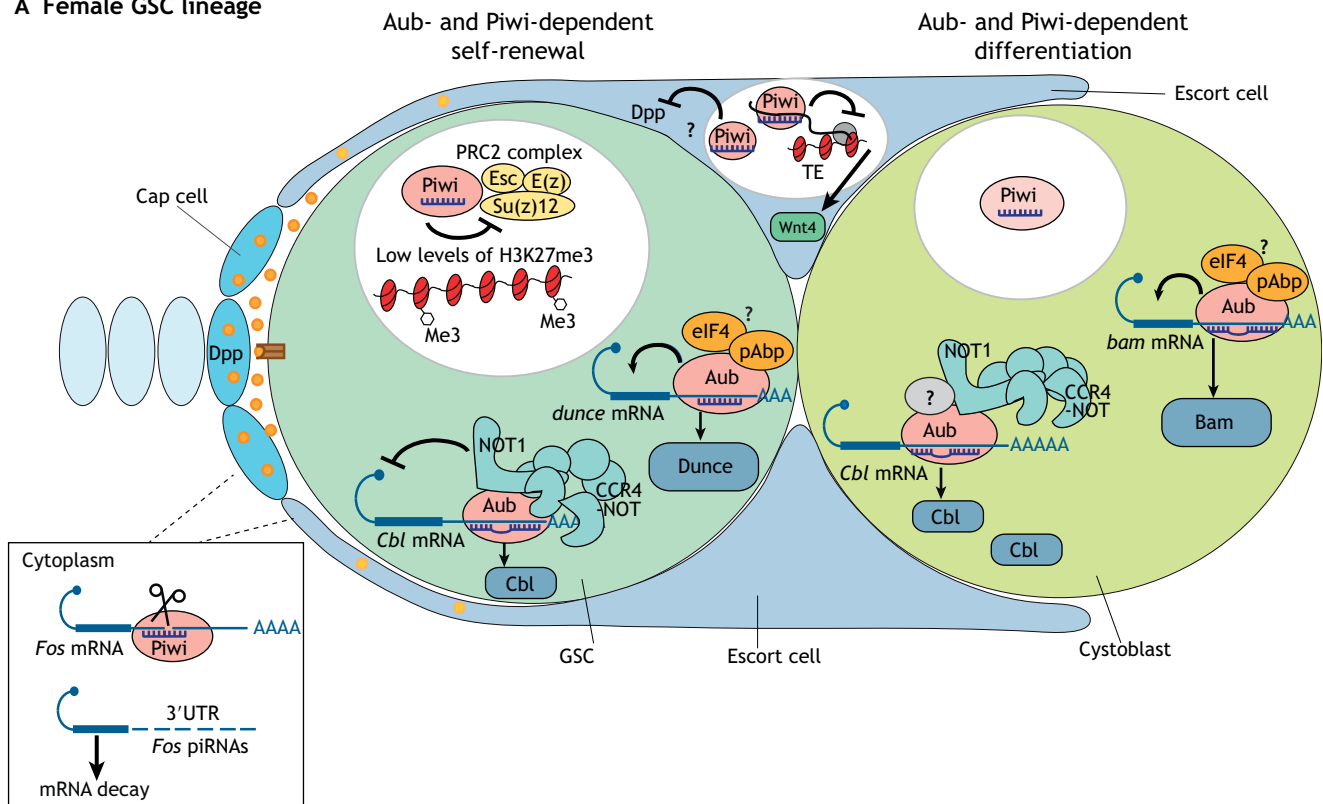 A Female GSC lineage
Aub- and Piwi-dependent
self-renewal
Aub- and Piwi-dependent
differentiation
Escort cell
Dpp
?
Piwi
Piwi
TE
Wnt4
Cap cell
PRC2 complex
Piwi
Esc
E(z)
Su(z)12
Low levels of H3K27me3
Me3
Me3
Dpp
eIF4
?
pAbp
Aub
AAA
dunce mRNA
Dunce
NOT1
CCR4
-NOT
Aub
AAA
Cbl mRNA
Cbl
Piwi
eIF4
?
pAbp
Aub
AAA
bam mRNA
Bam
NOT1
CCR4
-NOT
?
Aub
AAAAA
Cbl mRNA
Cbl
Cbl
GSC
Escort cell
Cystoblast
Cytoplasm
AAAA
Fos mRNA
Piwi
3′UTR
Fos piRNAs
mRNA decay